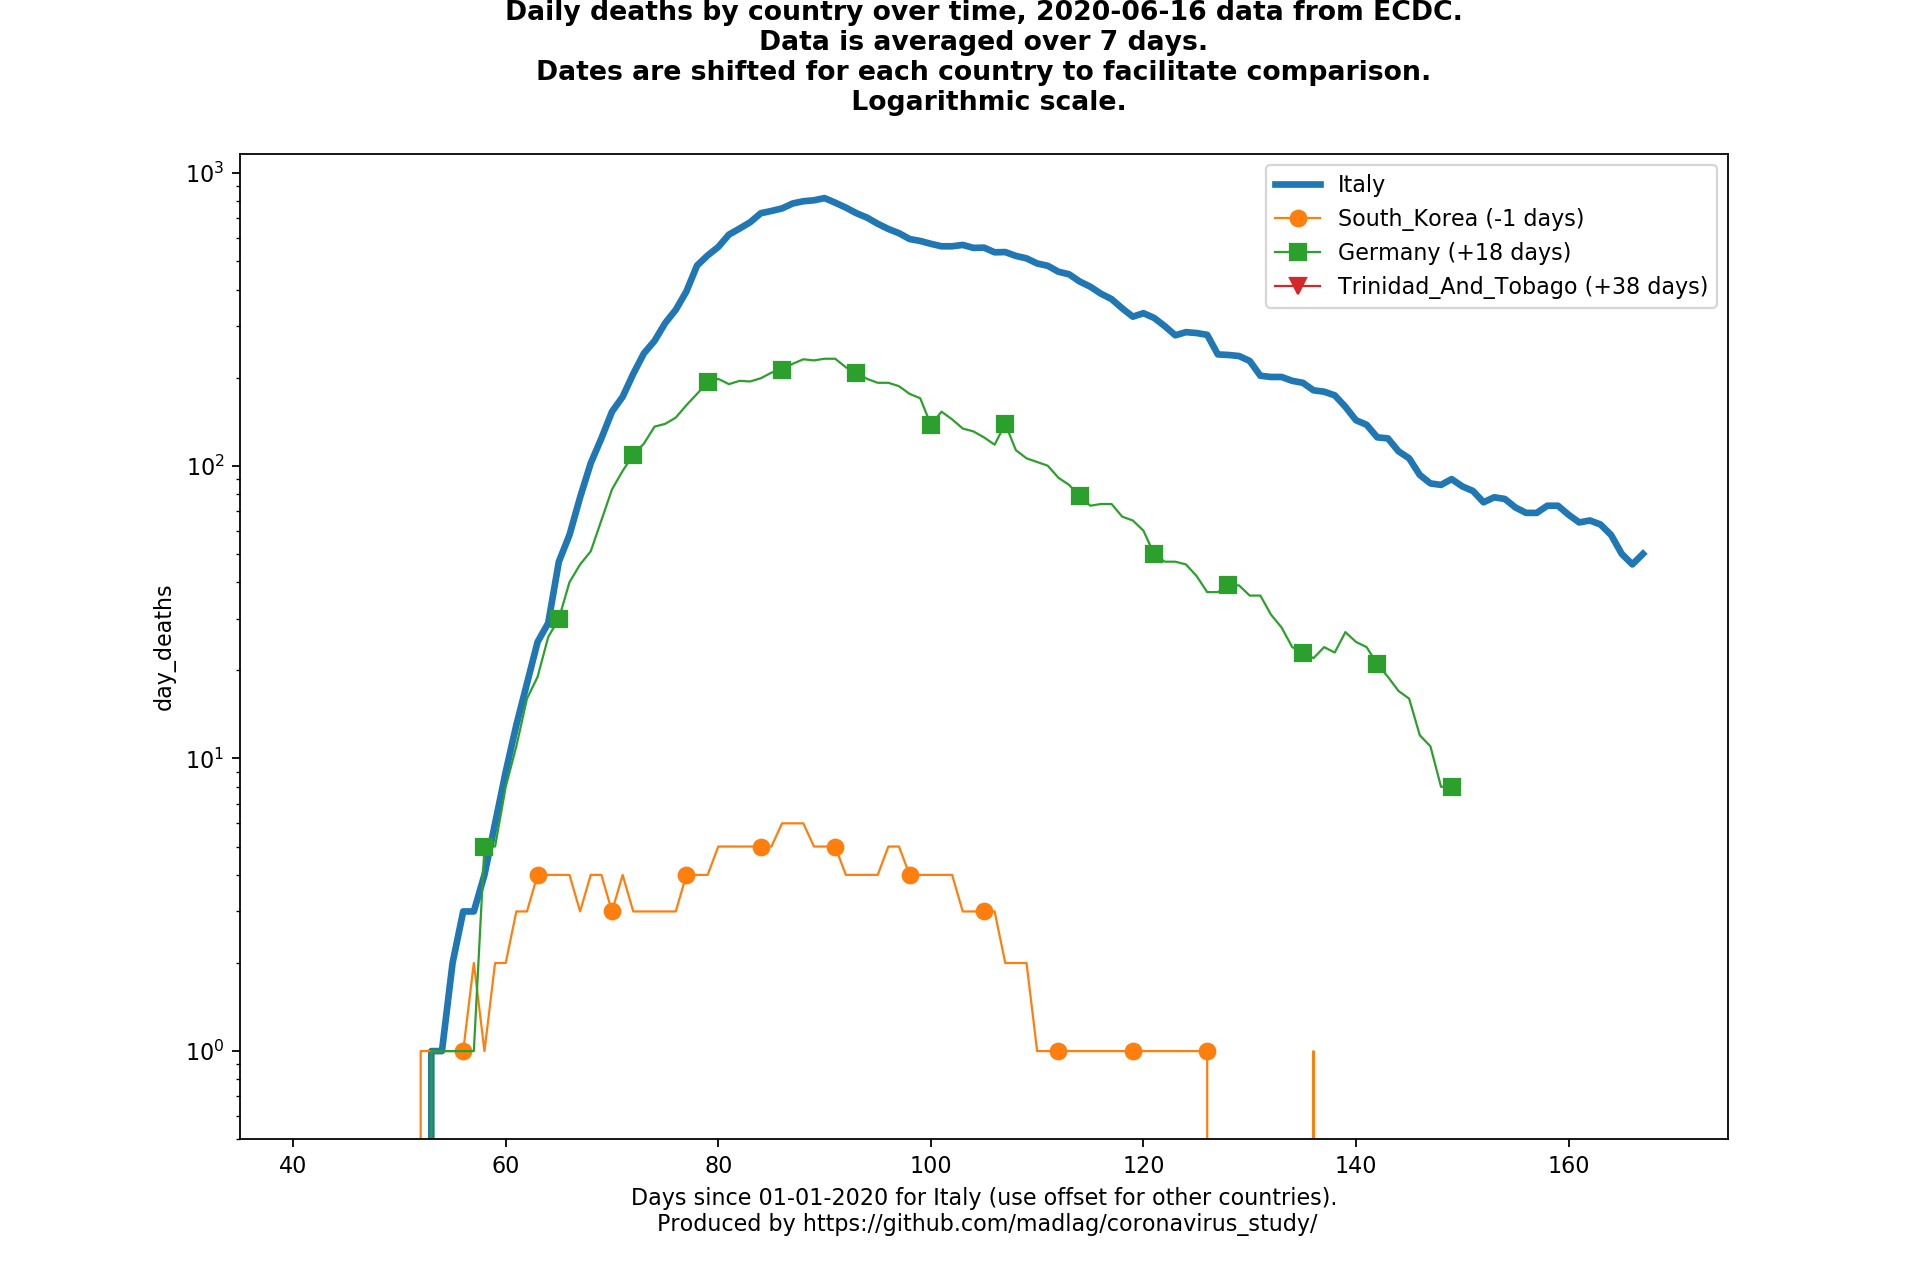 Daily deaths by country over time, 2020-06-16 data from ECDC.
Data is averaged over 7 days.
Dates are shifted for each country to facilitate comparison.
Logarithmic scale.
10³
10²
10¹
10⁰
day_deaths
Italy
South_Korea (-1 days)
Germany (+18 days)
Trinidad_And_Tobago (+38 days)
40 60 80 100 120 140 160
Days since 01-01-2020 for Italy (use offset for other countries).
Produced by https://github.com/madlag/coronavirus_study/